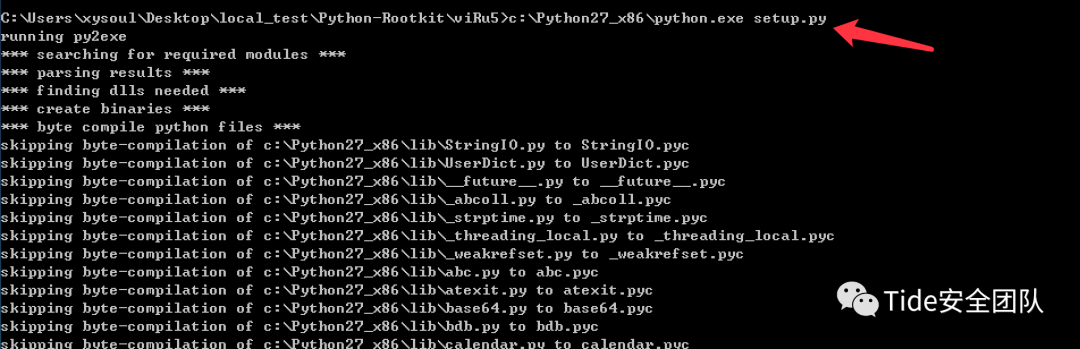 C:\Users\xysoul\Desktop\local_test\Python-Rootkit\viRu5>c:\Python27_x86\python.exe setup.py
running py2exe
*** searching for required modules ***
*** parsing results ***
*** finding dlls needed ***
*** create binaries ***
*** byte compile python files ***
skipping byte-compilation of c:\Python27_x86\lib\StringIO.py to StringIO.pyc
skipping byte-compilation of c:\Python27_x86\lib\UserDict.py to UserDict.pyc
skipping byte-compilation of c:\Python27_x86\lib\__future__.py to __future__.pyc
skipping byte-compilation of c:\Python27_x86\lib\_abcoll.py to _abcoll.pyc
skipping byte-compilation of c:\Python27_x86\lib\_strptime.py to _strptime.pyc
skipping byte-compilation of c:\Python27_x86\lib\_threading_local.py to _threading_local.pyc
skipping byte-compilation of c:\Python27_x86\lib\_weakrefset.py to _weakrefset.pyc
skipping byte-compilation of c:\Python27_x86\lib\abc.py to abc.pyc
skipping byte-compilation of c:\Python27_x86\lib\atexit.py to atexit.pyc
skipping byte-compilation of c:\Python27_x86\lib\base64.py to base64.pyc
skipping byte-compilation of c:\Python27_x86\lib\bdb.py to bdb.pyc
skipping byte-compilation of c:\Python27_x86\lib\calendar.py to calendar.pyc
Tide安全团队